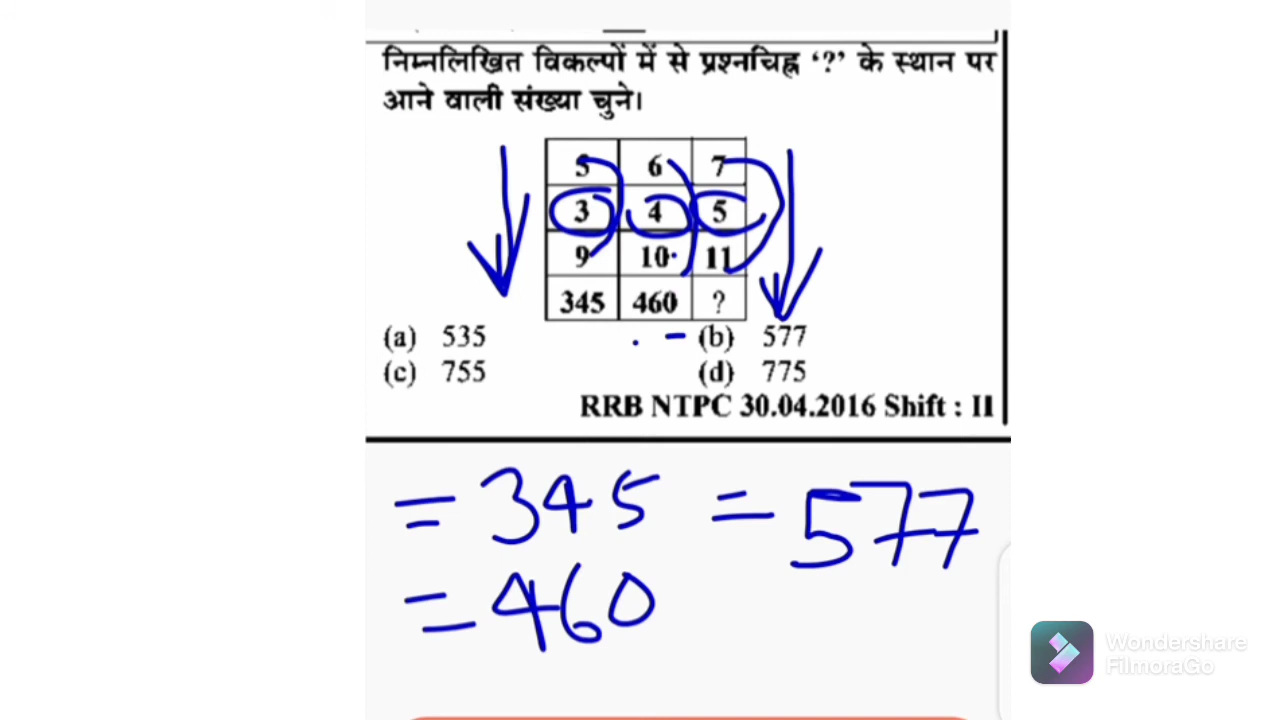 निम्नलिखित विकल्पों में से प्रश्नचिह्न ‘?’ के स्थान पर
आने वाली संख्या चुने।
5 6 7
3 4 5
9 10 11
345 460 ?
(a) 535 (b) 577
(c) 755 (d) 775
RRB NTPC 30.04.2016 Shift : II
= 345 = 577
= 460
Wondershare
FilmoraGo